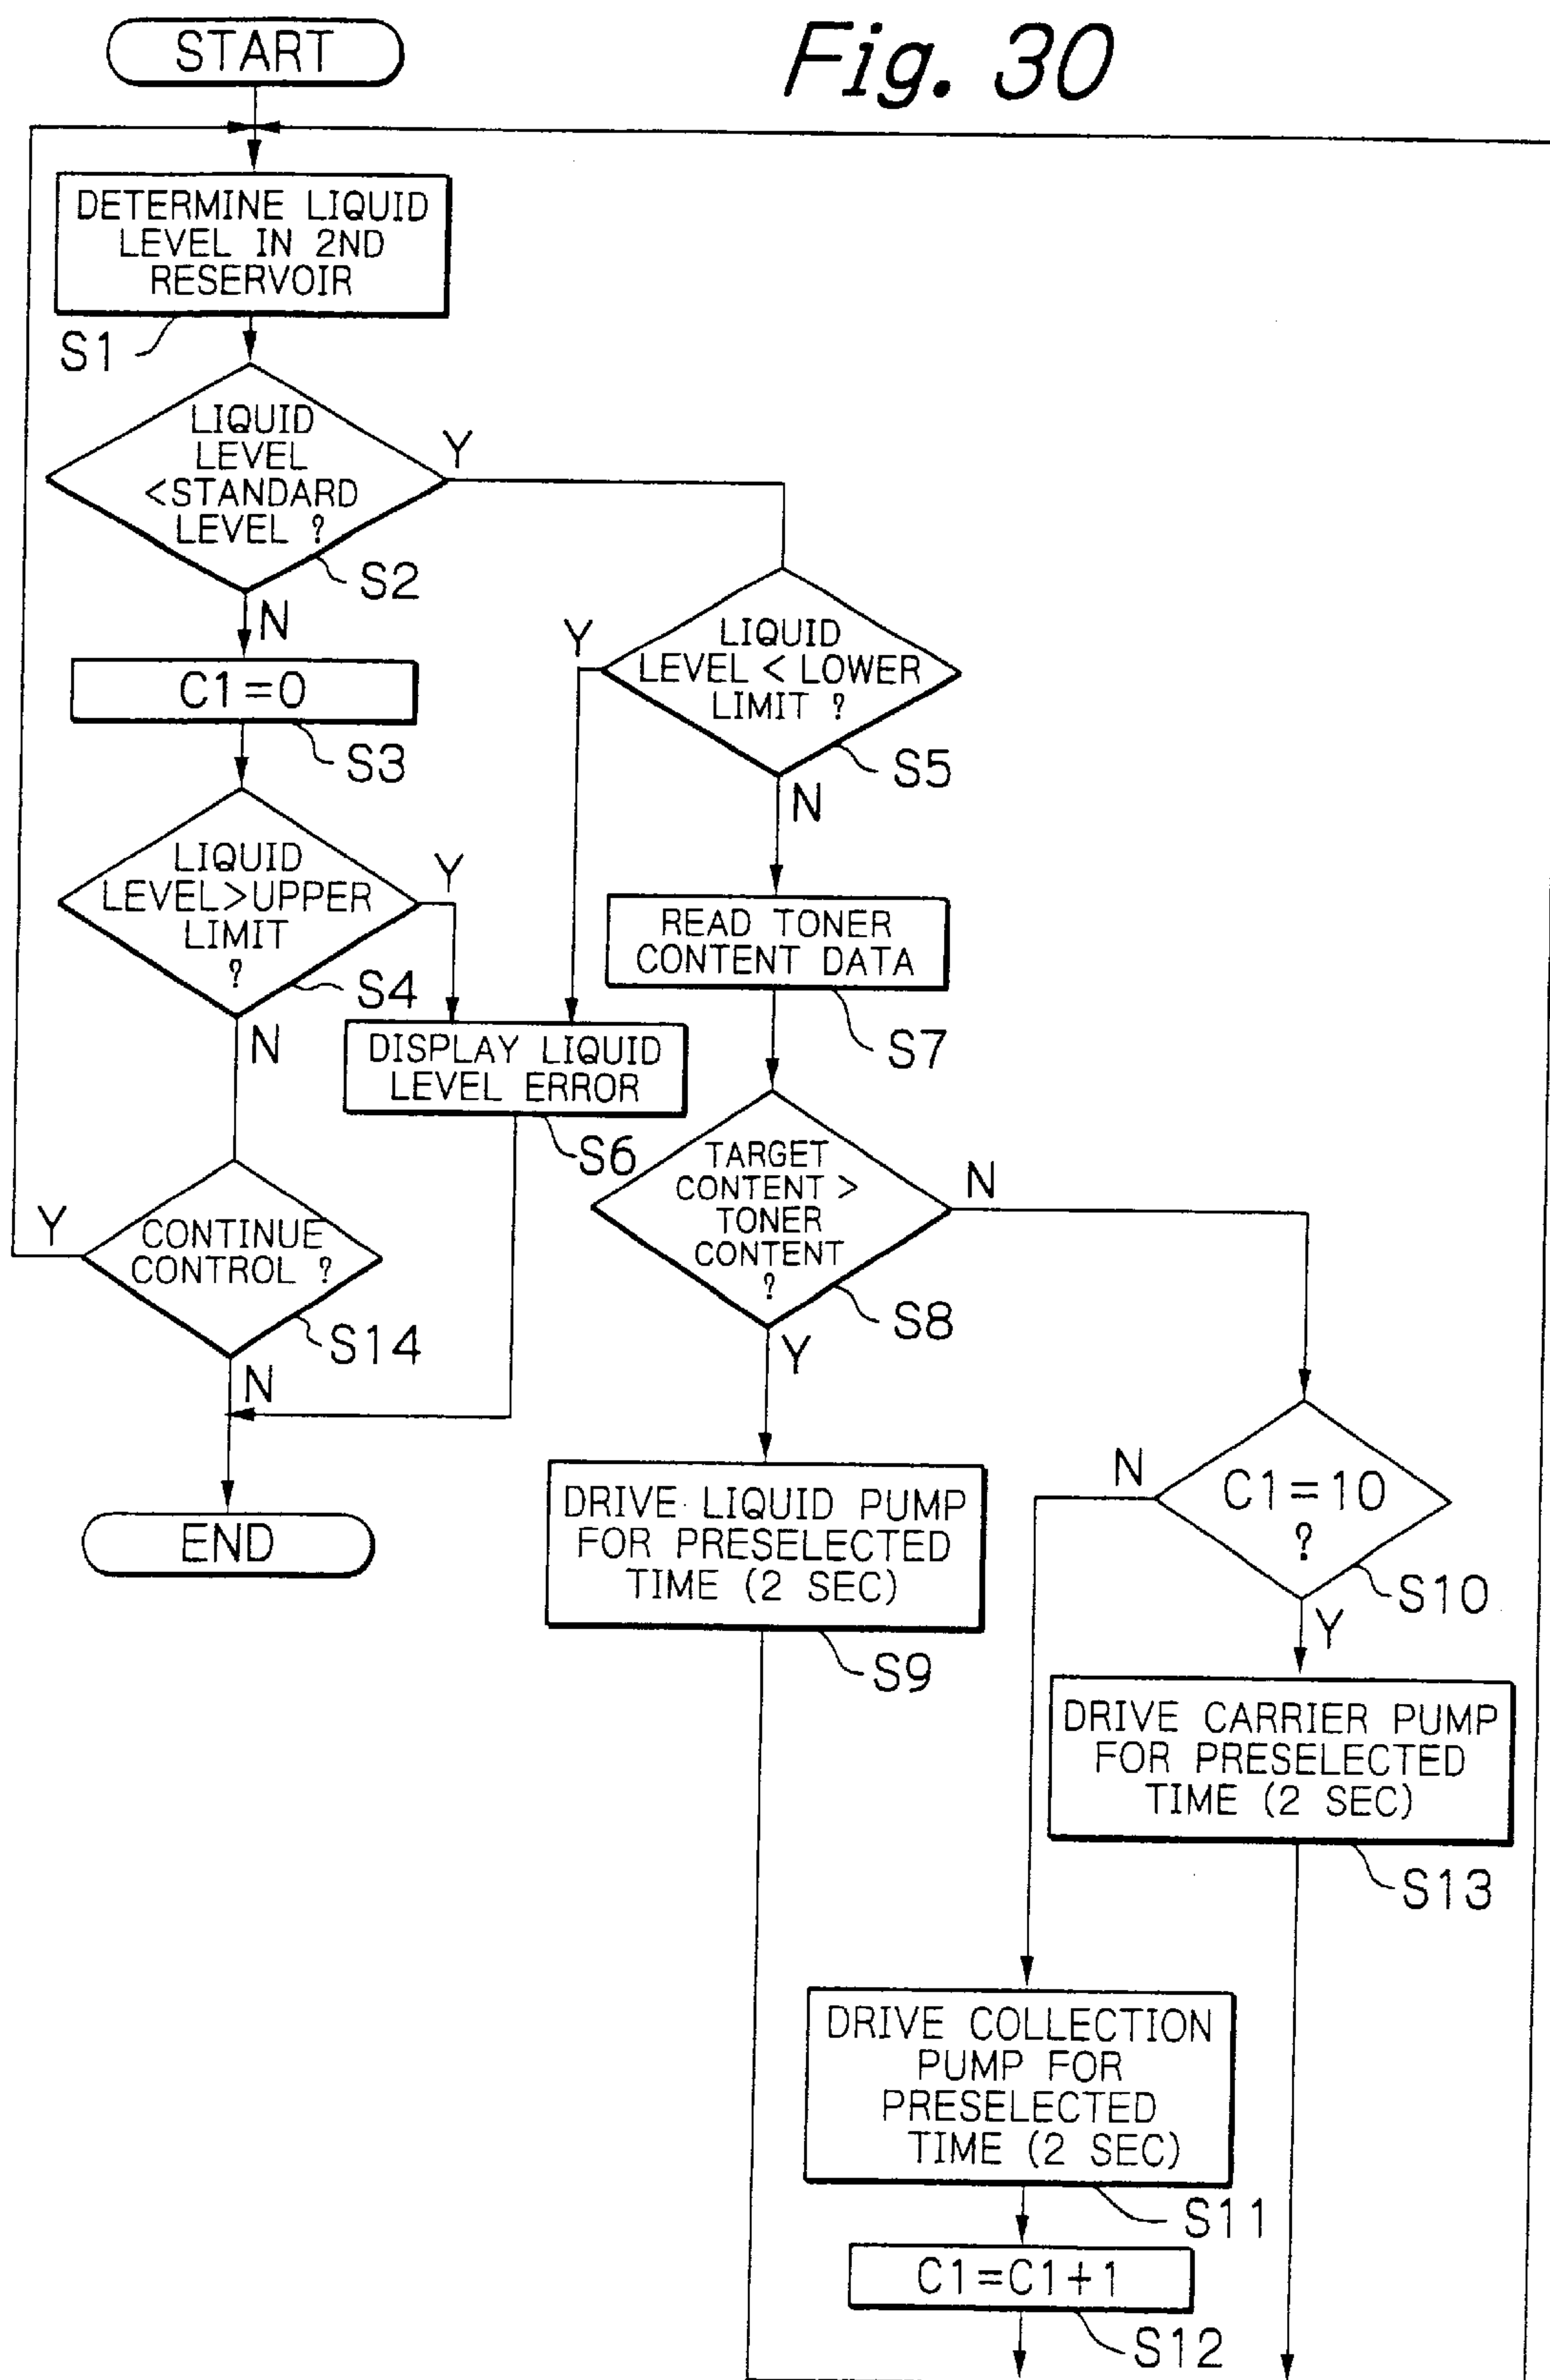 Fig. 30
START
DETERMINE LIQUID
LEVEL IN 2ND
RESERVOIR
S1
LIQUID
LEVEL
<STANDARD
LEVEL ?
Y
S2
N
C1=0
S3
LIQUID
LEVEL < LOWER
LIMIT ?
Y
S5
N
LIQUID
LEVEL>UPPER
LIMIT
?
Y
S4
N
READ TONER
CONTENT DATA
S7
DISPLAY LIQUID
LEVEL ERROR
S6
TARGET
CONTENT >
TONER
CONTENT
?
N
S8
Y
CONTINUE
CONTROL ?
Y
S14
N
END
DRIVE LIQUID PUMP
FOR PRESELECTED
TIME (2 SEC)
S9
C1=10
?
N
S10
Y
DRIVE CARRIER PUMP
FOR PRESELECTED
TIME (2 SEC)
S13
DRIVE COLLECTION
PUMP FOR
PRESELECTED
TIME (2 SEC)
S11
C1=C1+1
S12